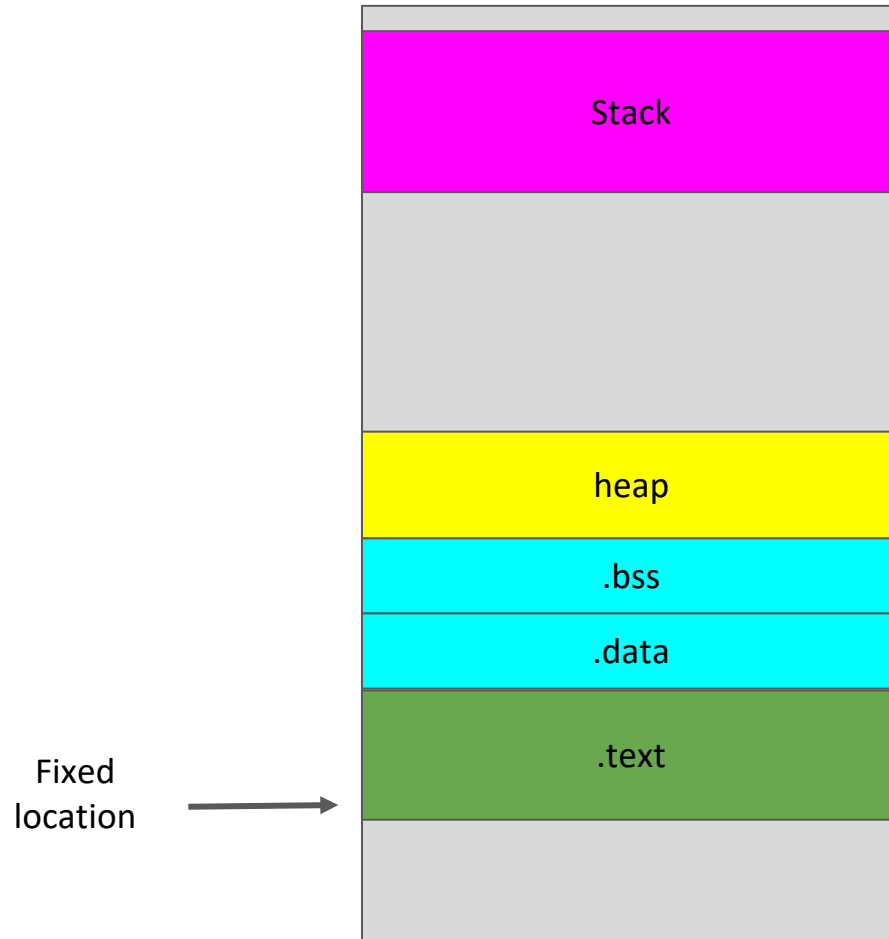 Stack
heap
.bss
.data
.text
Fixed
location